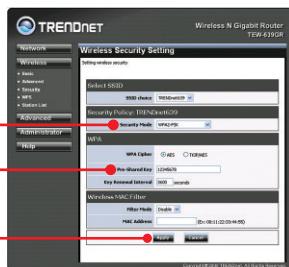 TRENDNET
Wireless N Gigabit Router
TEW-639GR
Network
Wireless
Basic
Advanced
Security
WPS
Station List
Advanced
Administrator
Help
Wireless Security Setting
Setting wireless security
Select SSID
SSID choice TRENDnet639
Security Policy: TRENDnet639
Security Mode WPA2-PSK
WPA
WPA Cipher AES TKIP/AES
Pre-Shared Key 12345678
Key Renewal Interval 3600 seconds
Wireless MAC Filter
Filter Mode Disable
MAC Address (Ex: 00:11:22:33:44:55)
Apply Cancel